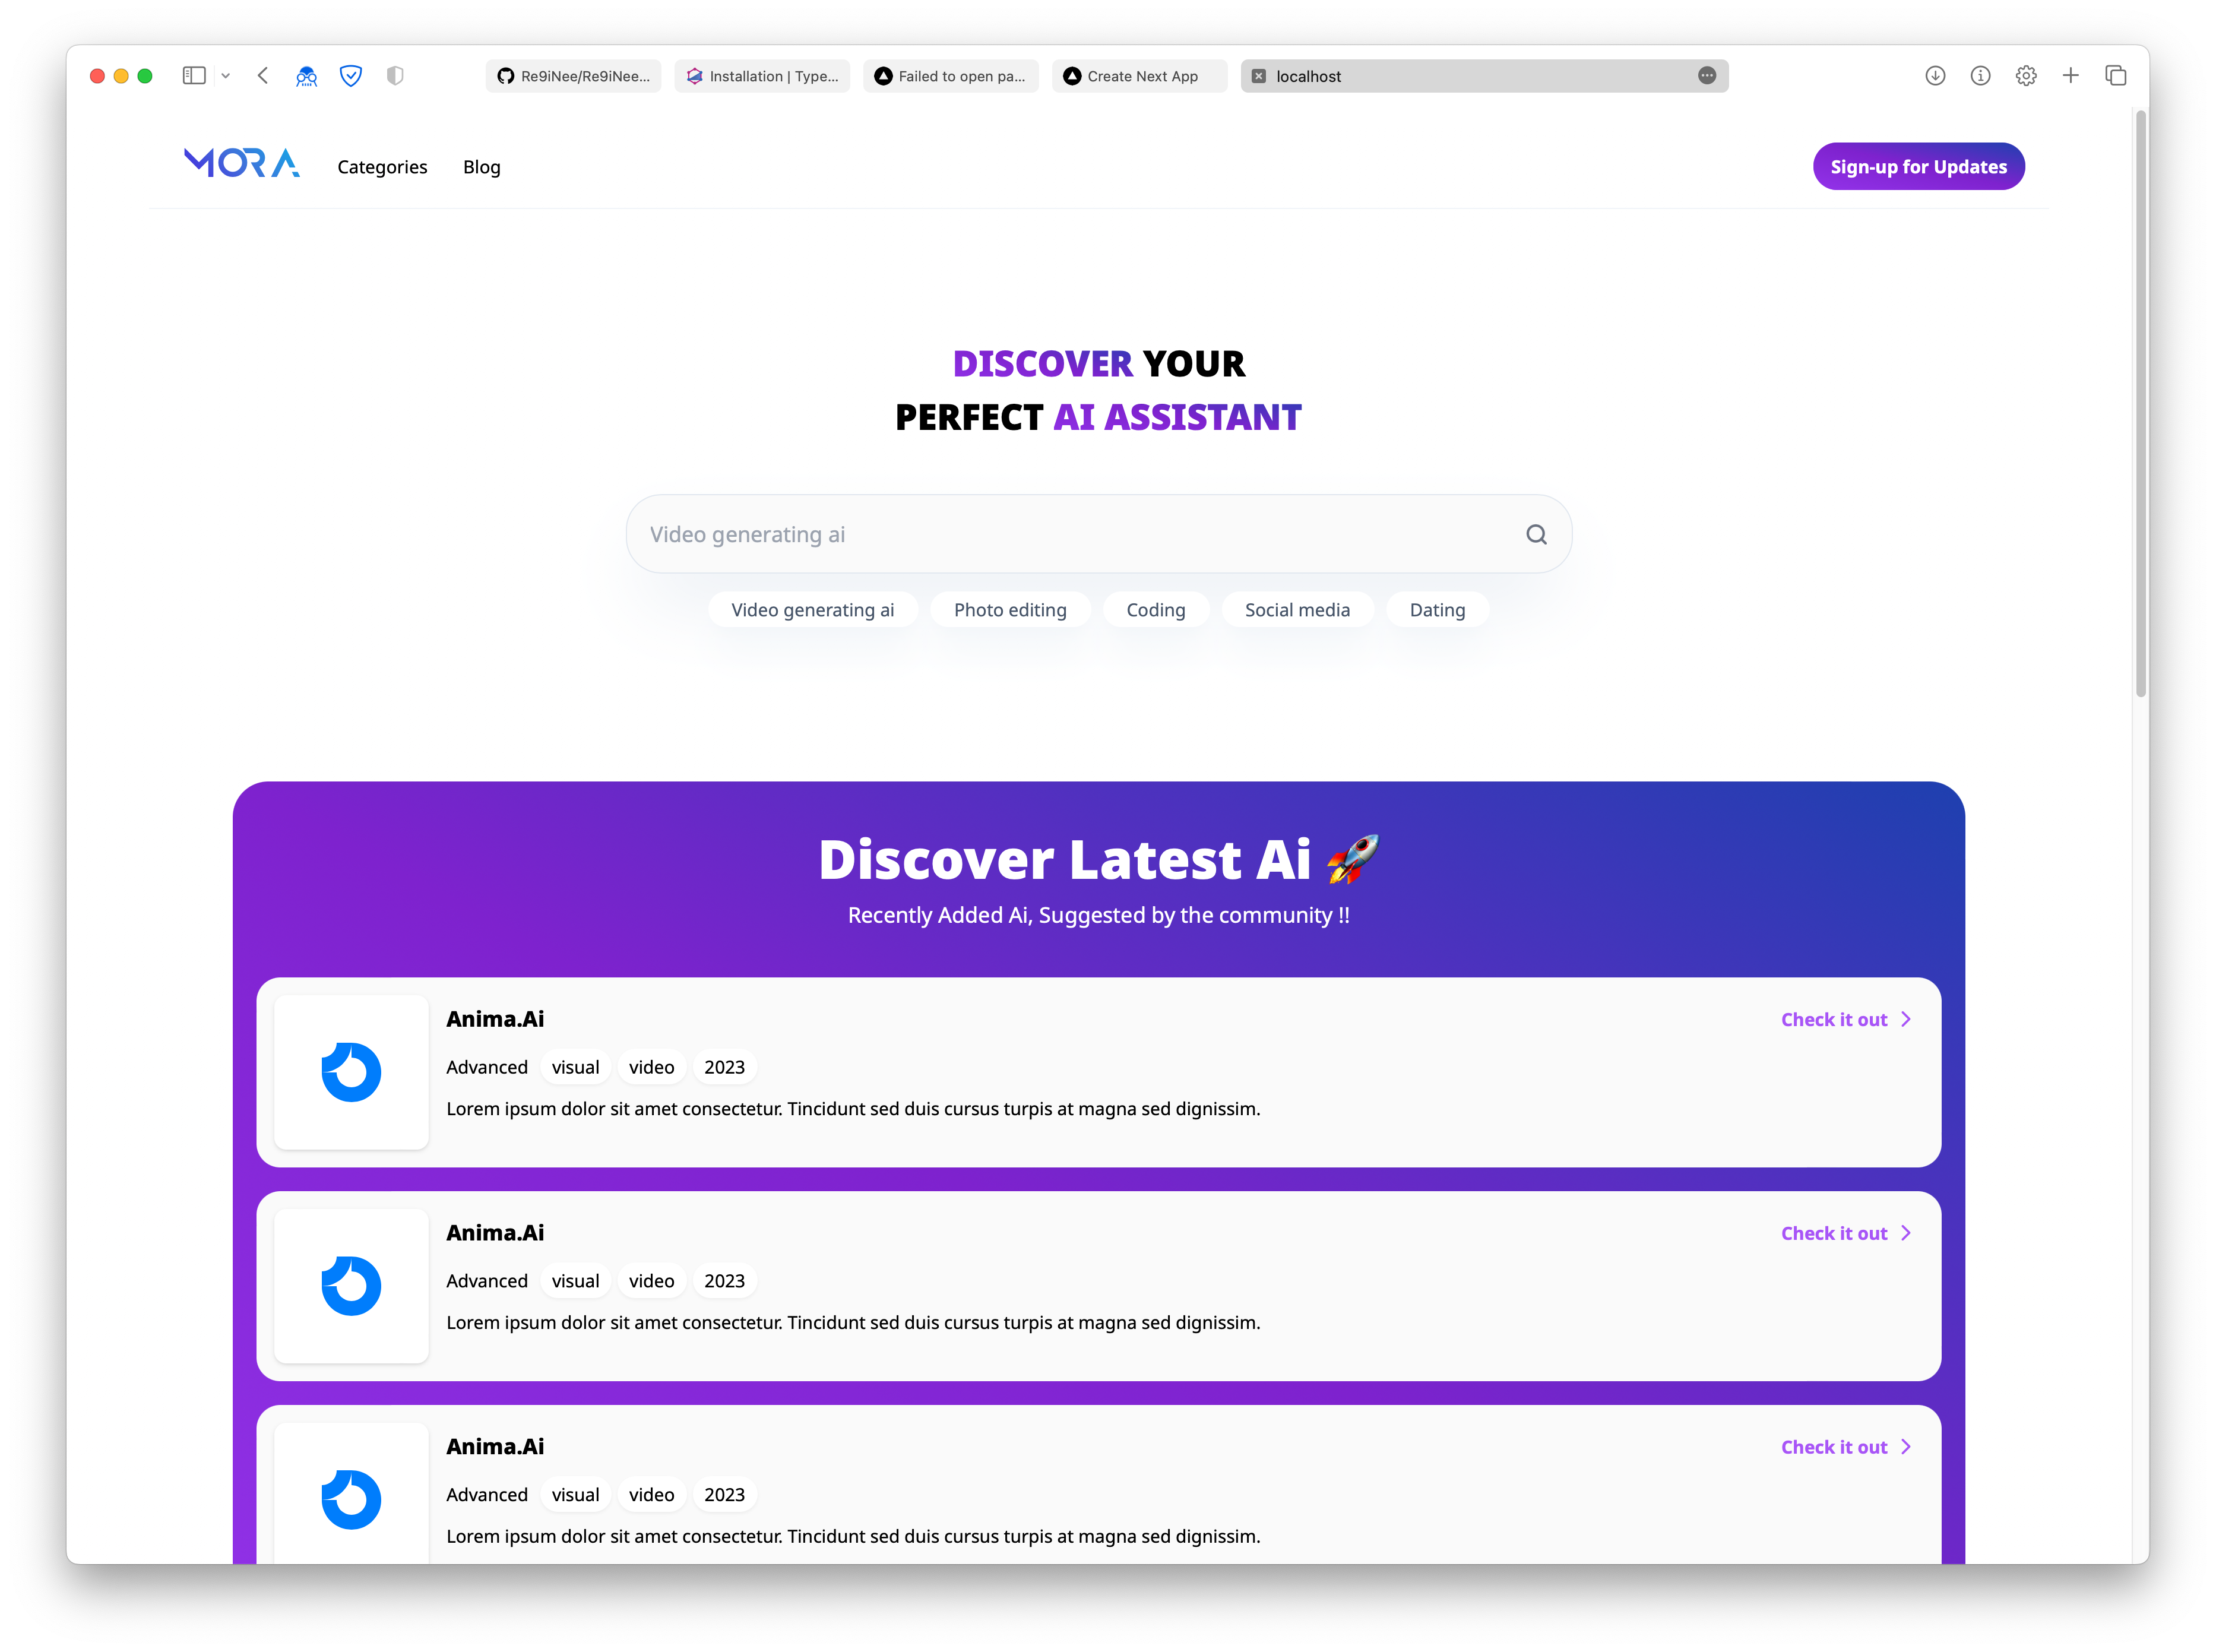 Re9iNee/Re9iNee...
Installation | Type...
Failed to open pa...
Create Next App
localhost
MORA
Categories
Blog
Sign-up for Updates
DISCOVER YOUR
PERFECT AI ASSISTANT
Video generating ai
Video generating ai
Photo editing
Coding
Social media
Dating
Discover Latest Ai 🚀
Recently Added Ai, Suggested by the community !!
Anima.Ai
Check it out
Advanced visual video 2023
Lorem ipsum dolor sit amet consectetur. Tincidunt sed duis cursus turpis at magna sed dignissim.
Anima.Ai
Check it out
Advanced visual video 2023
Lorem ipsum dolor sit amet consectetur. Tincidunt sed duis cursus turpis at magna sed dignissim.
Anima.Ai
Check it out
Advanced visual video 2023
Lorem ipsum dolor sit amet consectetur. Tincidunt sed duis cursus turpis at magna sed dignissim.